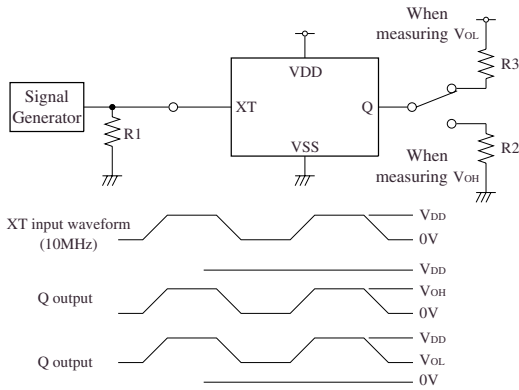 When
measuring VOL
R3
VDD
Signal
Generator
XT
Q
R1
VSS
R2
When
measuring VOH
XT input waveform
(10MHz)
VDD
0V
VDD
Q output
VOH
0V
VDD
Q output
VOL
0V